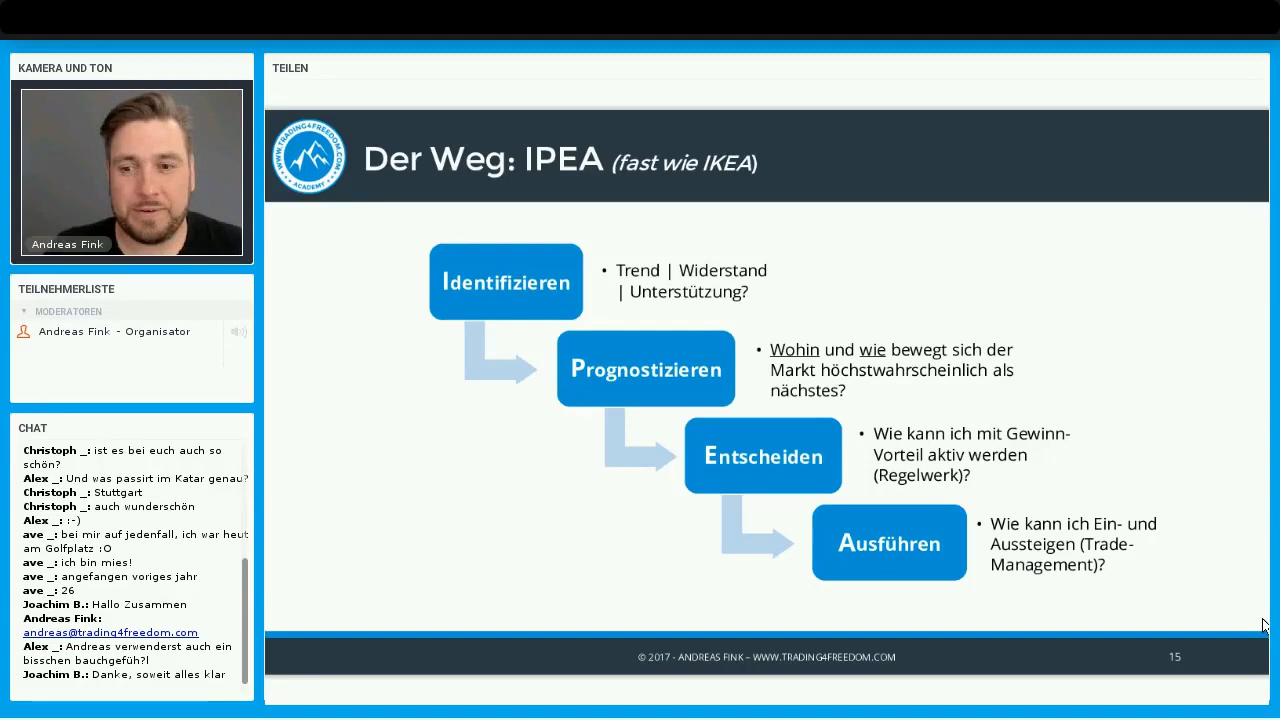 KAMERA UND TON
Andreas Fink
TEILNEHMERLISTE
MODERATOREN
Andreas Fink - Organisator
CHAT
Christoph _: ist es bei euch auch so
schön?
Alex _: Und was passirt im Katar genau?
Christoph _: Stuttgart
Christoph _: auch wunderschön
Alex _: :-)
ave _: bei mir auf jedenfall, ich war heut
am Golfplatz :O
ave _: ich bin mies!
ave _: angefangen voriges jahr
ave _: 26
Joachim B.: Hallo Zusammen
Andreas Fink:
andreas@trading4freedom.com
Alex _: Andreas verwenderst auch ein
bisschen bauchgefüh?l
Joachim B.: Danke, soweit alles klar
TEILEN
WWW.TRADING4FREEDOM.COM
ACADEMY
Der Weg: IPEA (fast wie IKEA)
Identifizieren
• Trend | Widerstand
| Unterstützung?
Prognostizieren
• Wohin und wie bewegt sich der
Markt höchstwahrscheinlich als
nächstes?
Entscheiden
• Wie kann ich mit Gewinn-
Vorteil aktiv werden
(Regelwerk)?
Ausführen
• Wie kann ich Ein- und
Aussteigen (Trade-
Management)?
© 2017 - ANDREAS FINK – WWW.TRADING4FREEDOM.COM
15